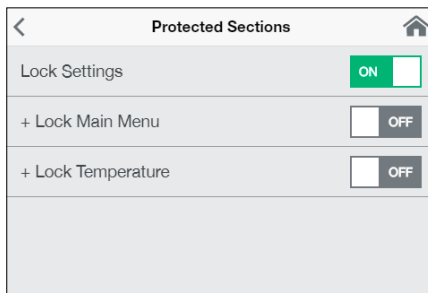 Protected Sections
Lock Settings ON
+ Lock Main Menu OFF
+ Lock Temperature OFF